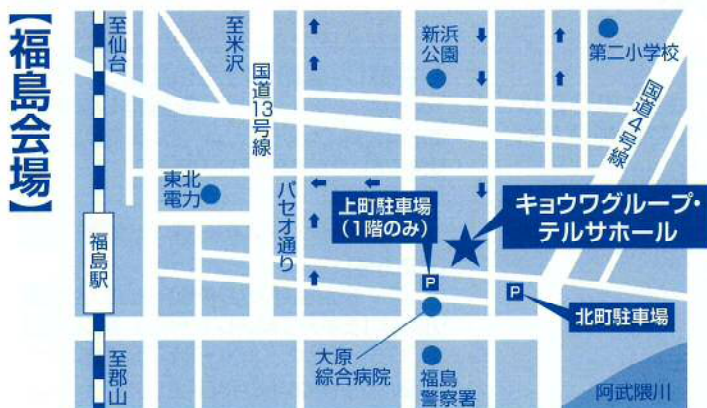 【福島会場】
至仙台
至米沢
国道13号線
新浜
公園
第二小学校
国道4号線
東北
電力
パセオ通り
上町駐車場
(1階のみ)
キョウワグループ・
テルサホール
福島駅
P
P
北町駐車場
至郡山
大原
綜合病院
福島
警察署
阿武隈川